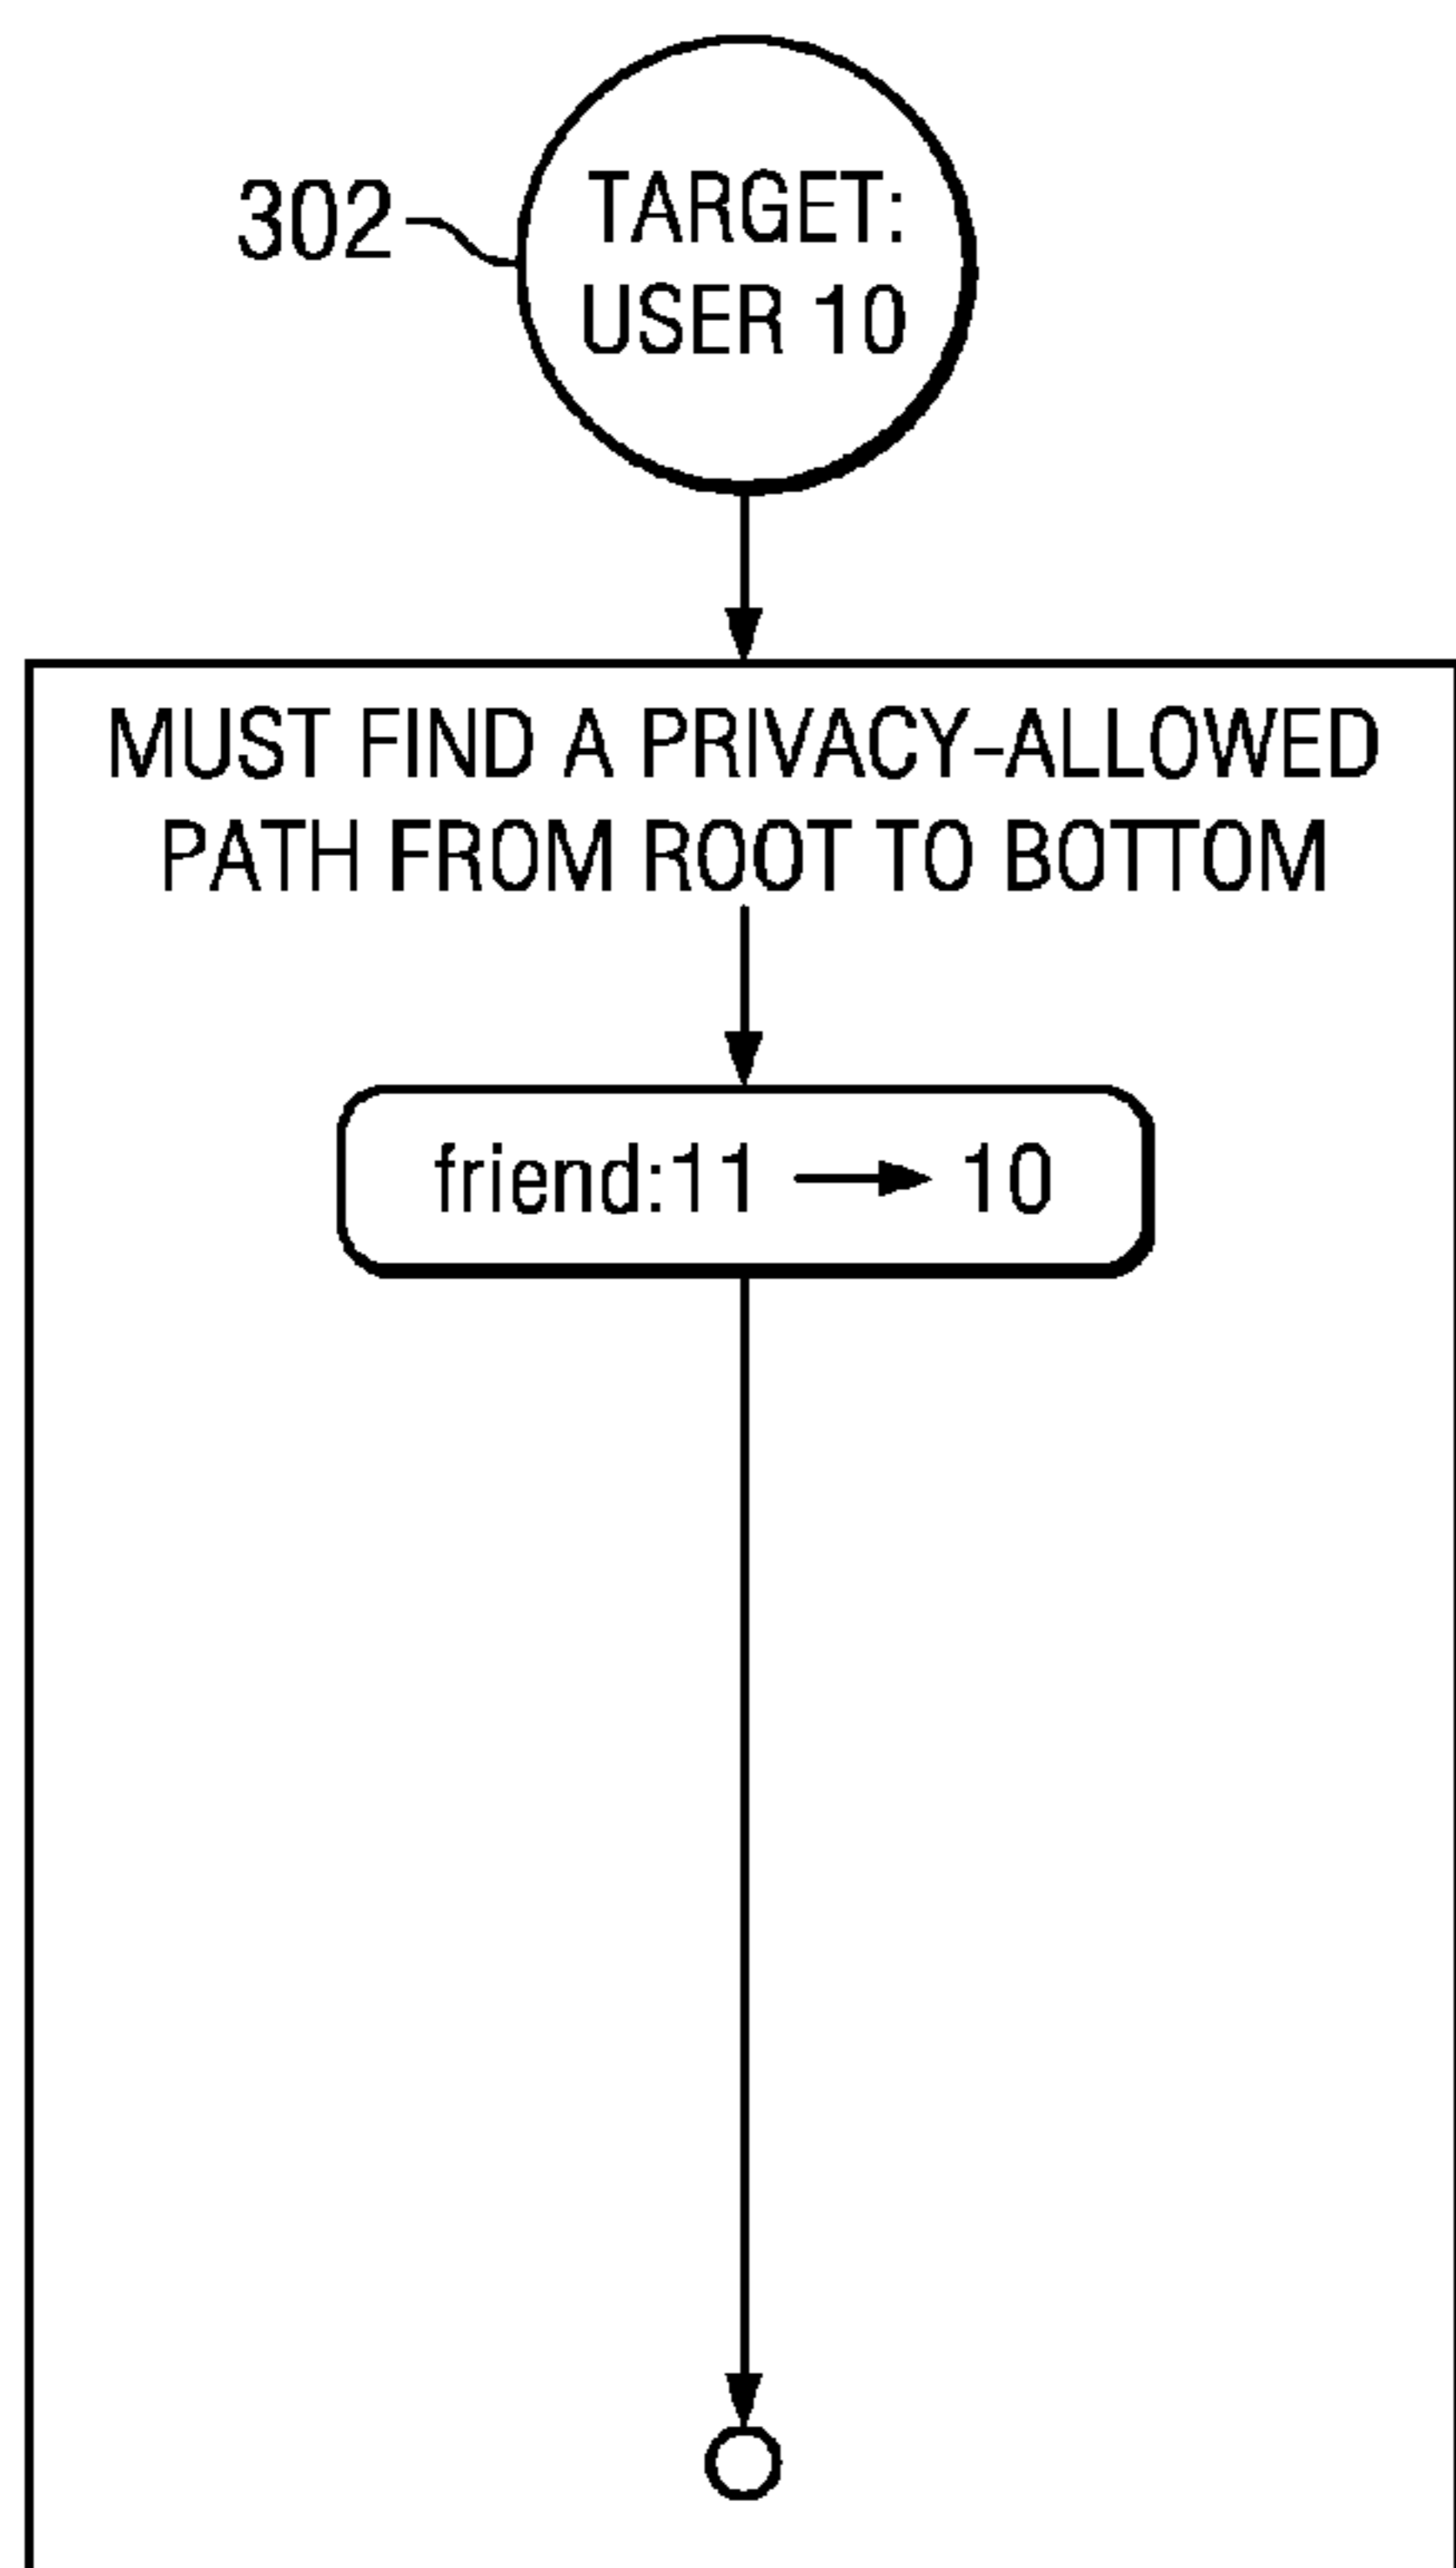 302
TARGET:
USER 10
MUST FIND A PRIVACY-ALLOWED
PATH FROM ROOT TO BOTTOM
friend:11 → 10